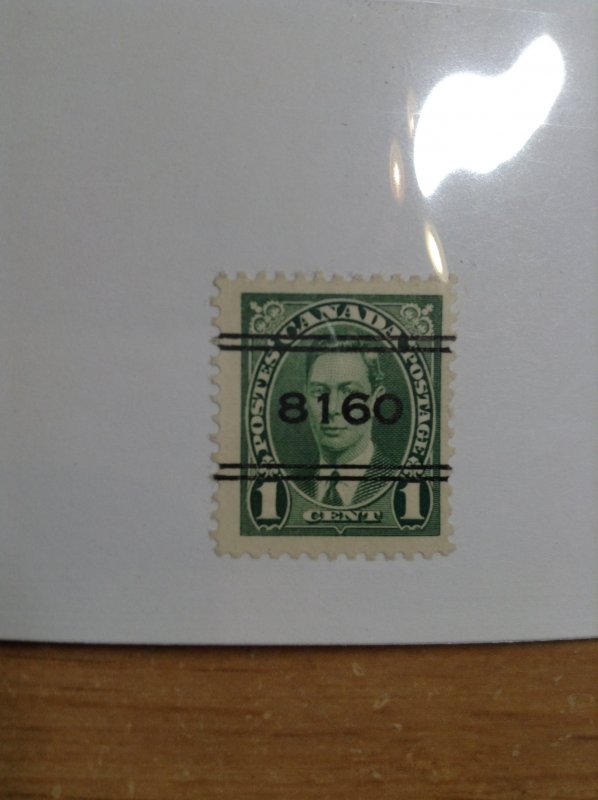 CANADA
POSTES POSTAGE
8160
1 CENT 1